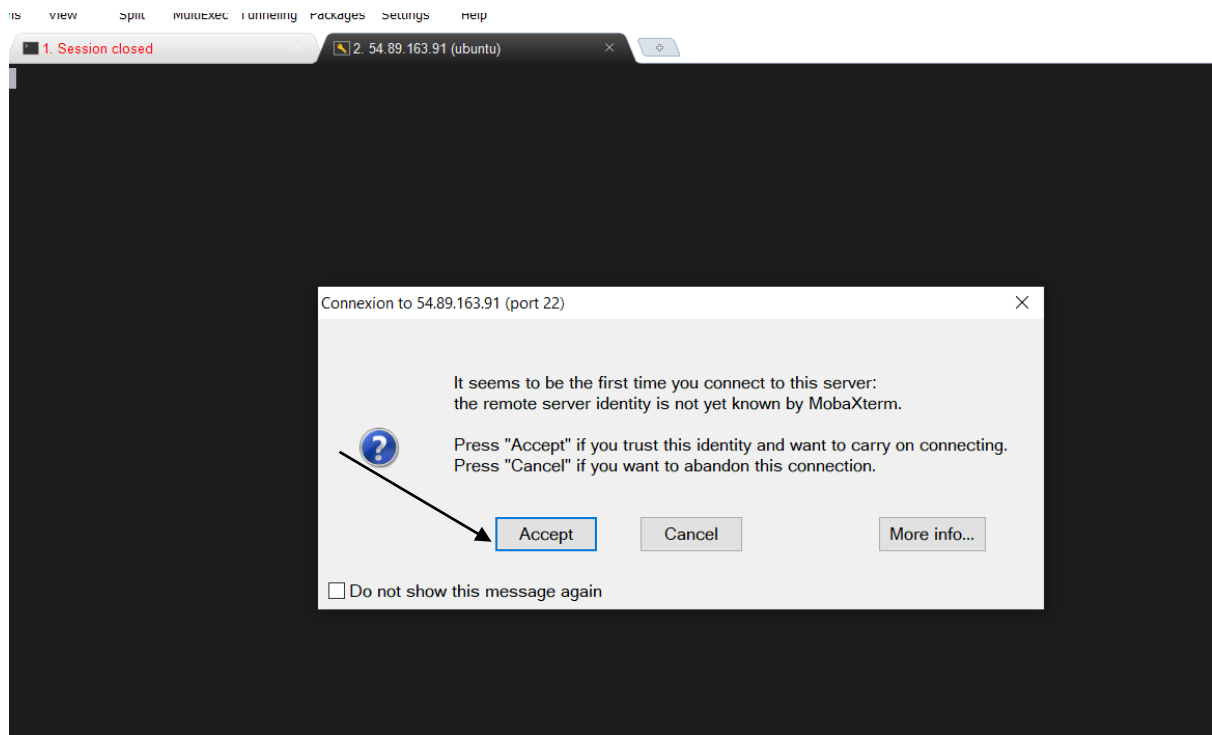 View Split MultiExec Tunneling Packages Settings Help
1. Session closed
2. 54.89.163.91 (ubuntu)
Connexion to 54.89.163.91 (port 22)
It seems to be the first time you connect to this server:
the remote server identity is not yet known by MobaXterm.
Press "Accept" if you trust this identity and want to carry on connecting.
Press "Cancel" if you want to abandon this connection.
Accept Cancel More info...
Do not show this message again